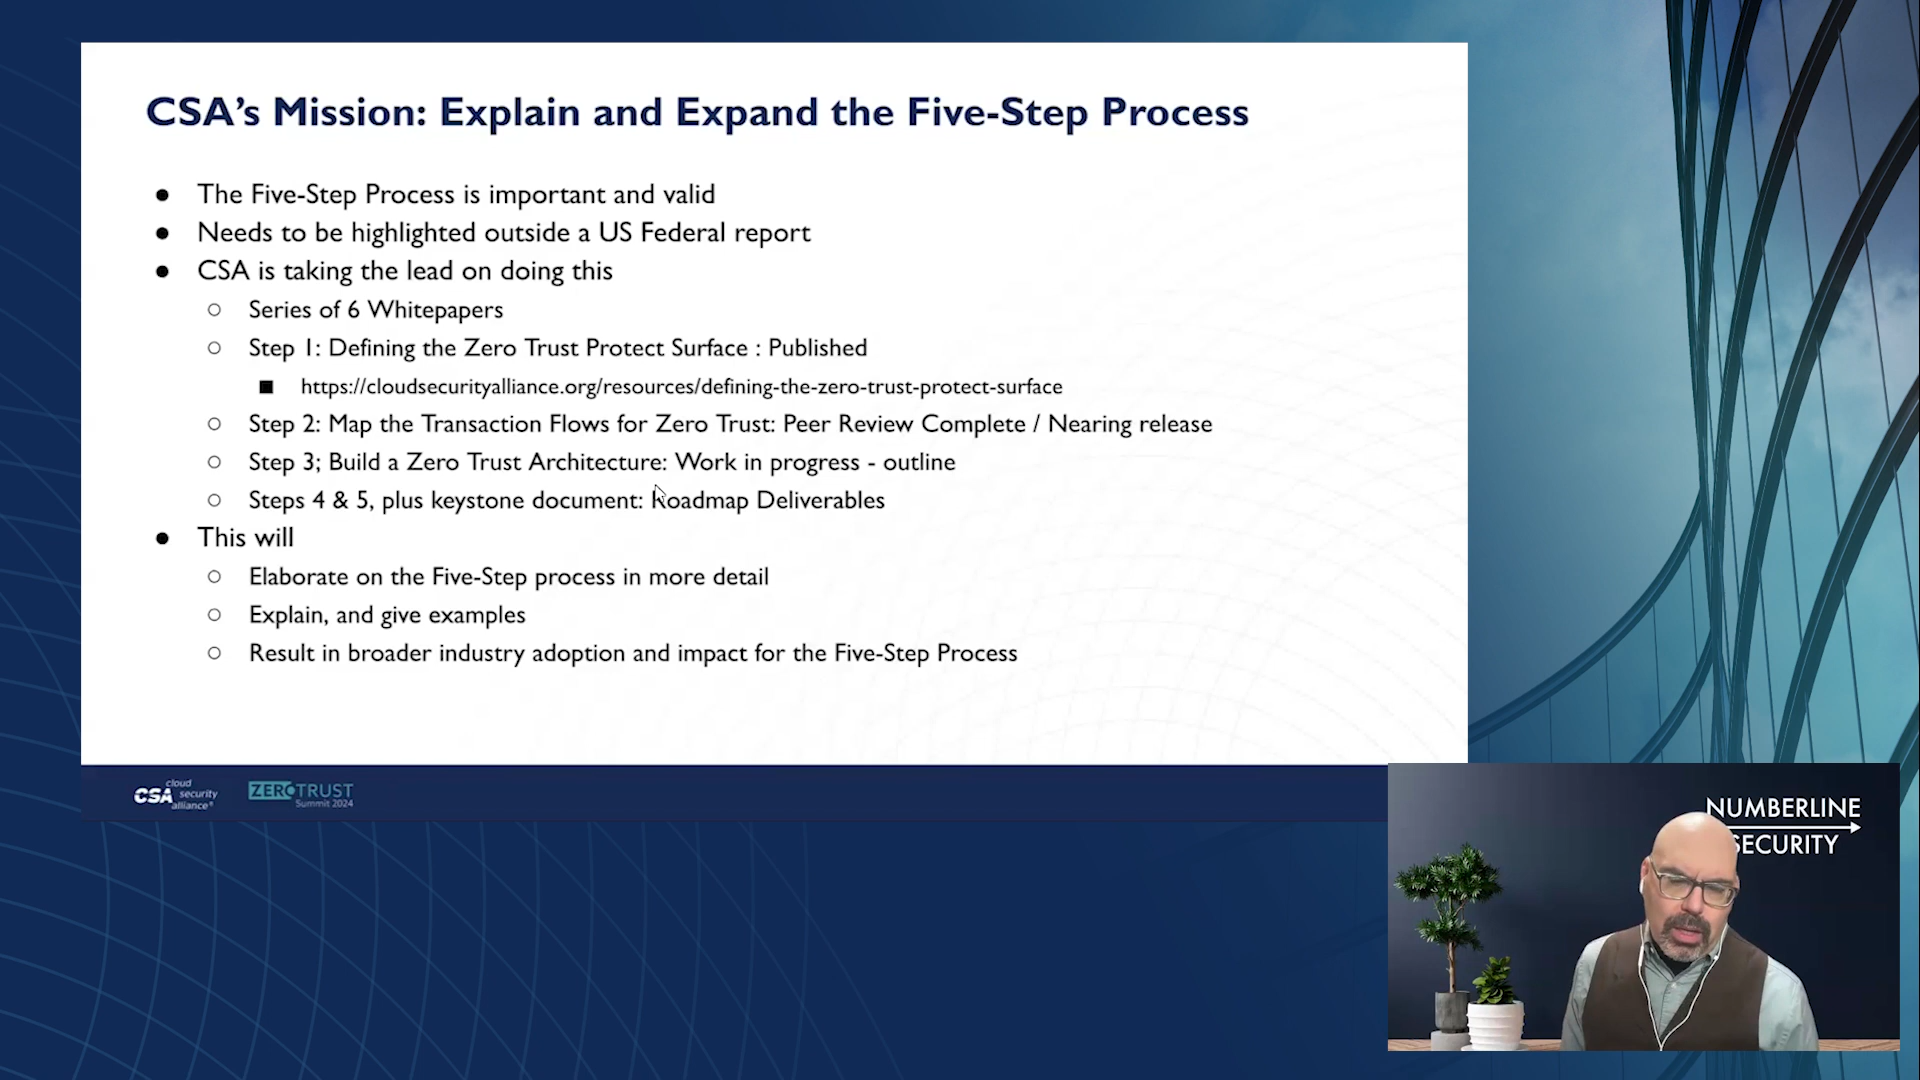 CSA's Mission: Explain and Expand the Five-Step Process
● The Five-Step Process is important and valid
● Needs to be highlighted outside a US Federal report
● CSA is taking the lead on doing this
○ Series of 6 Whitepapers
○ Step 1: Defining the Zero Trust Protect Surface : Published
■ https://cloudsecurityalliance.org/resources/defining-the-zero-trust-protect-surface
○ Step 2: Map the Transaction Flows for Zero Trust: Peer Review Complete / Nearing release
○ Step 3; Build a Zero Trust Architecture: Work in progress - outline
○ Steps 4 & 5, plus keystone document: Roadmap Deliverables
● This will
○ Elaborate on the Five-Step process in more detail
○ Explain, and give examples
○ Result in broader industry adoption and impact for the Five-Step Process
CSA cloud security alliance®
ZEROTRUST
Summit 2024
NUMBERLINE
SECURITY